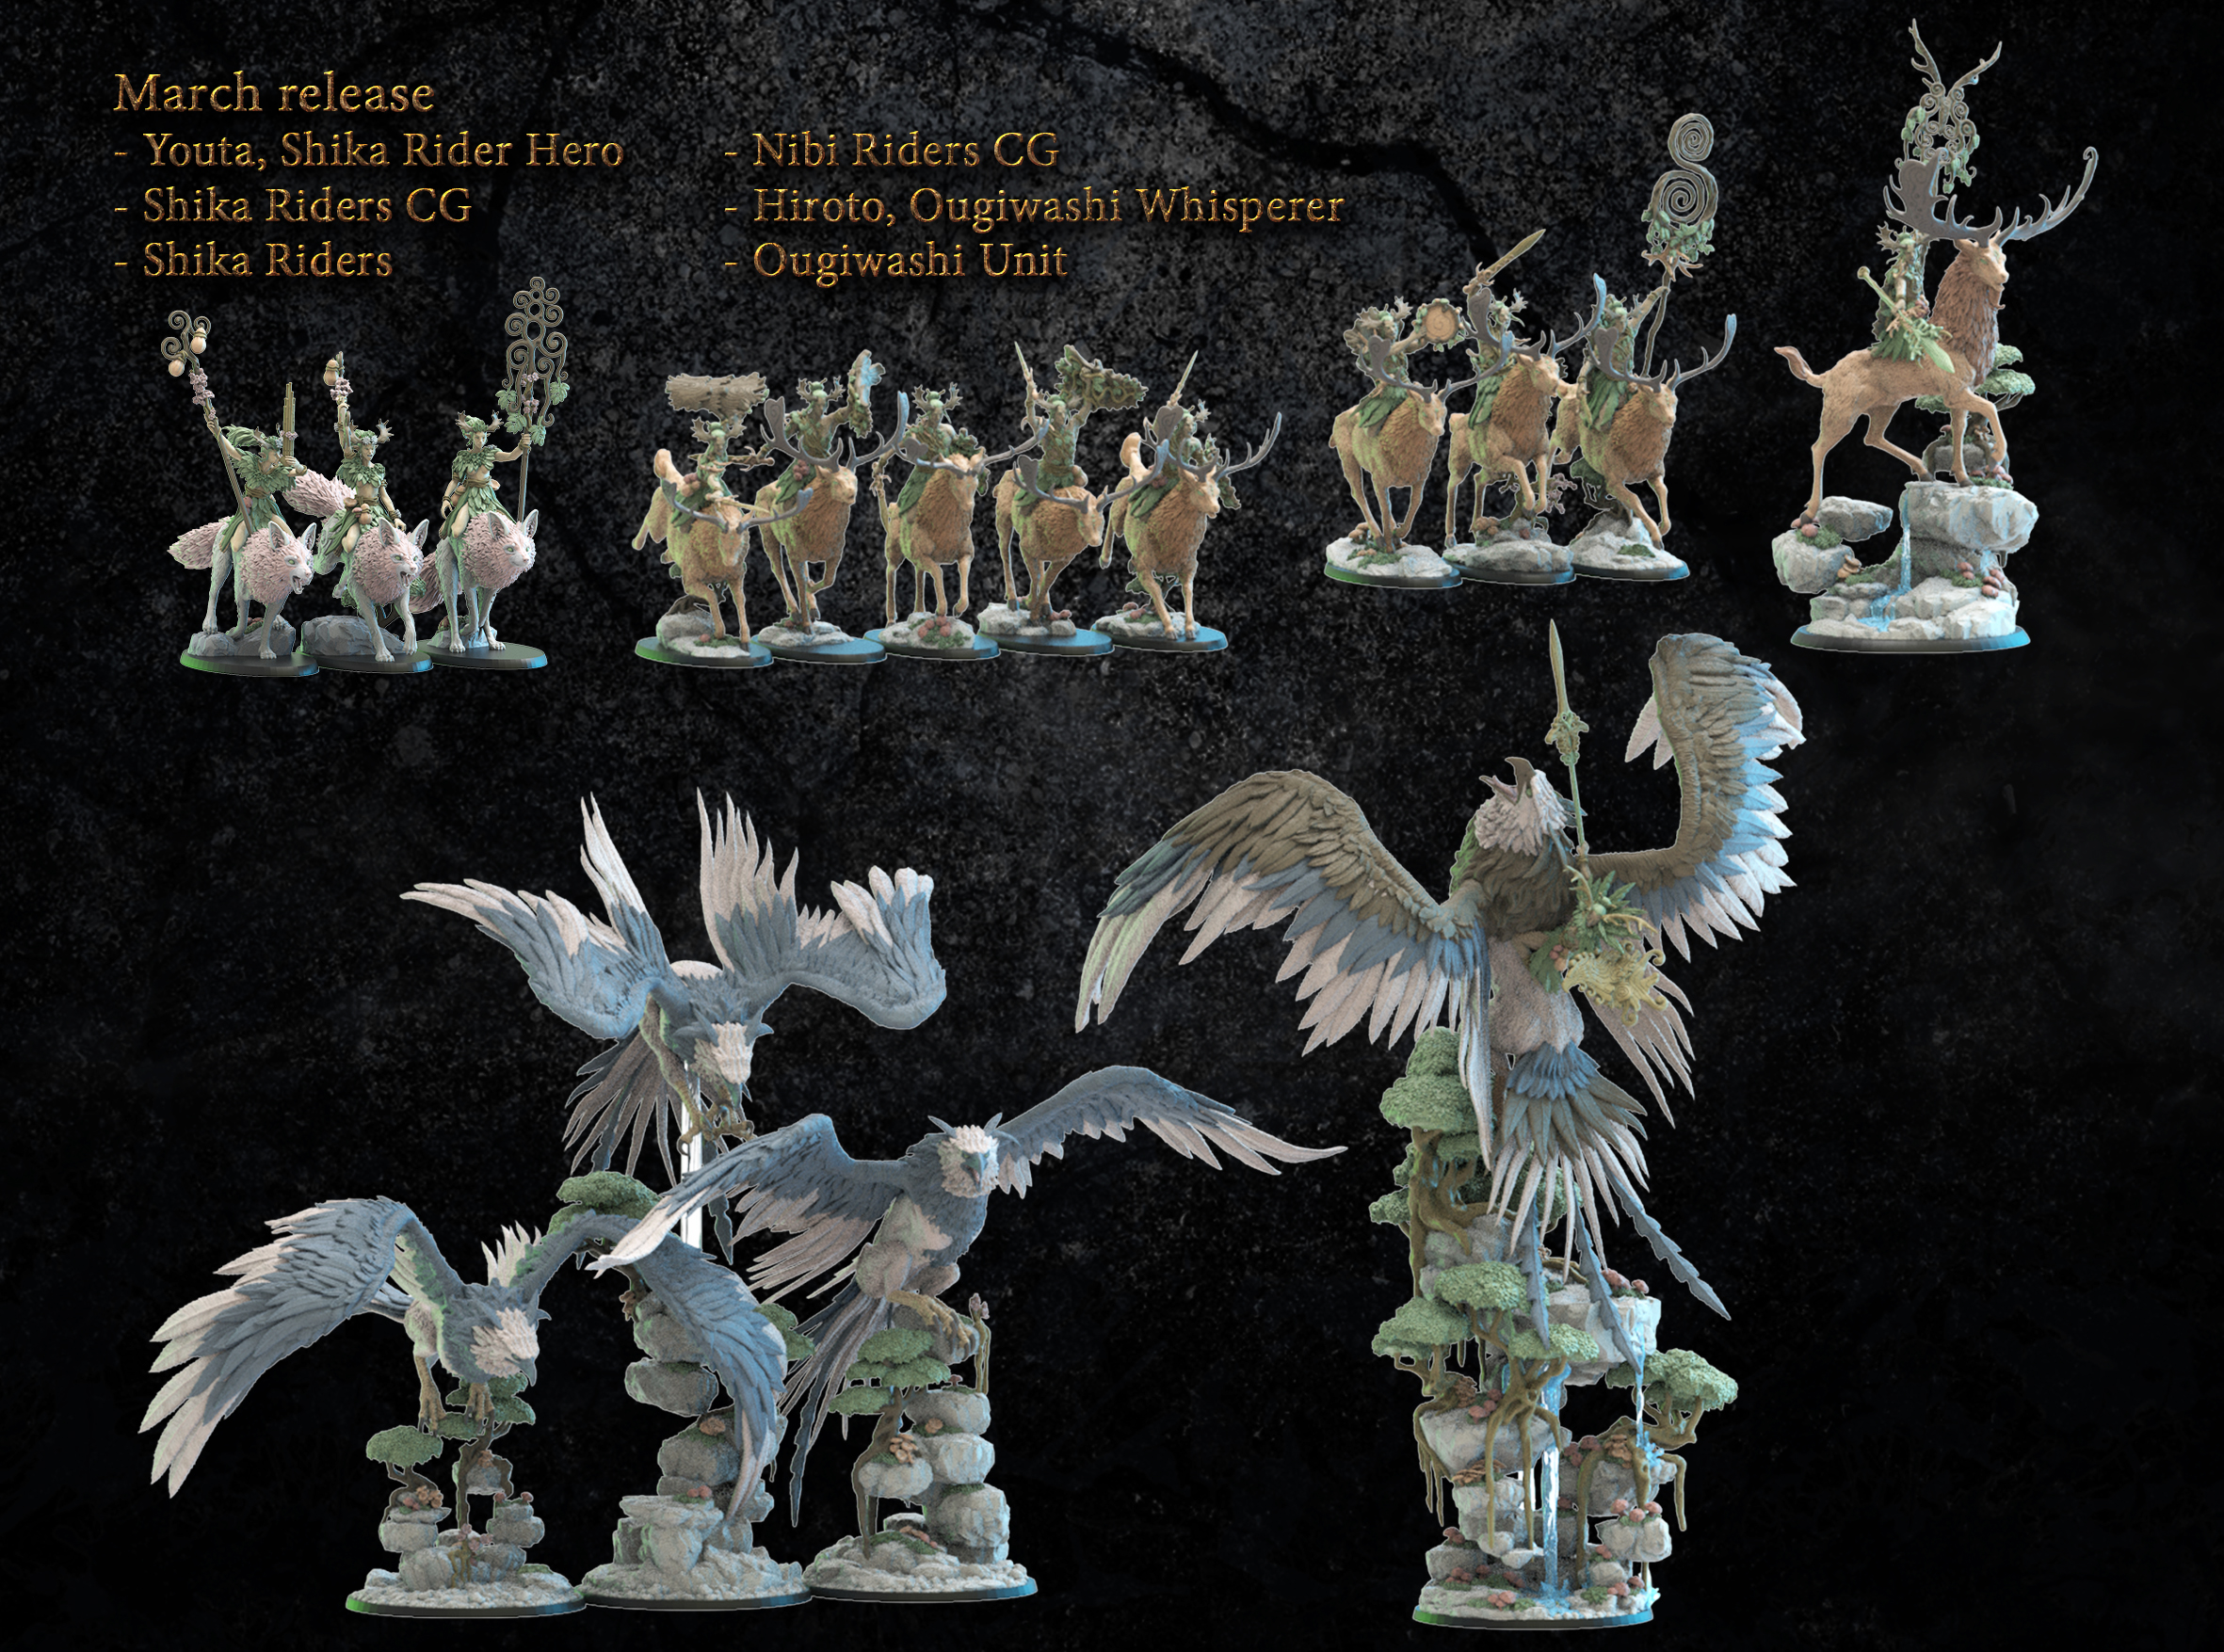 March release
- Youta, Shika Rider Hero
- Shika Riders CG
- Shika Riders
- Nibi Riders CG
- Hiroto, Ougiwashi Whisperer
- Ougiwashi Unit